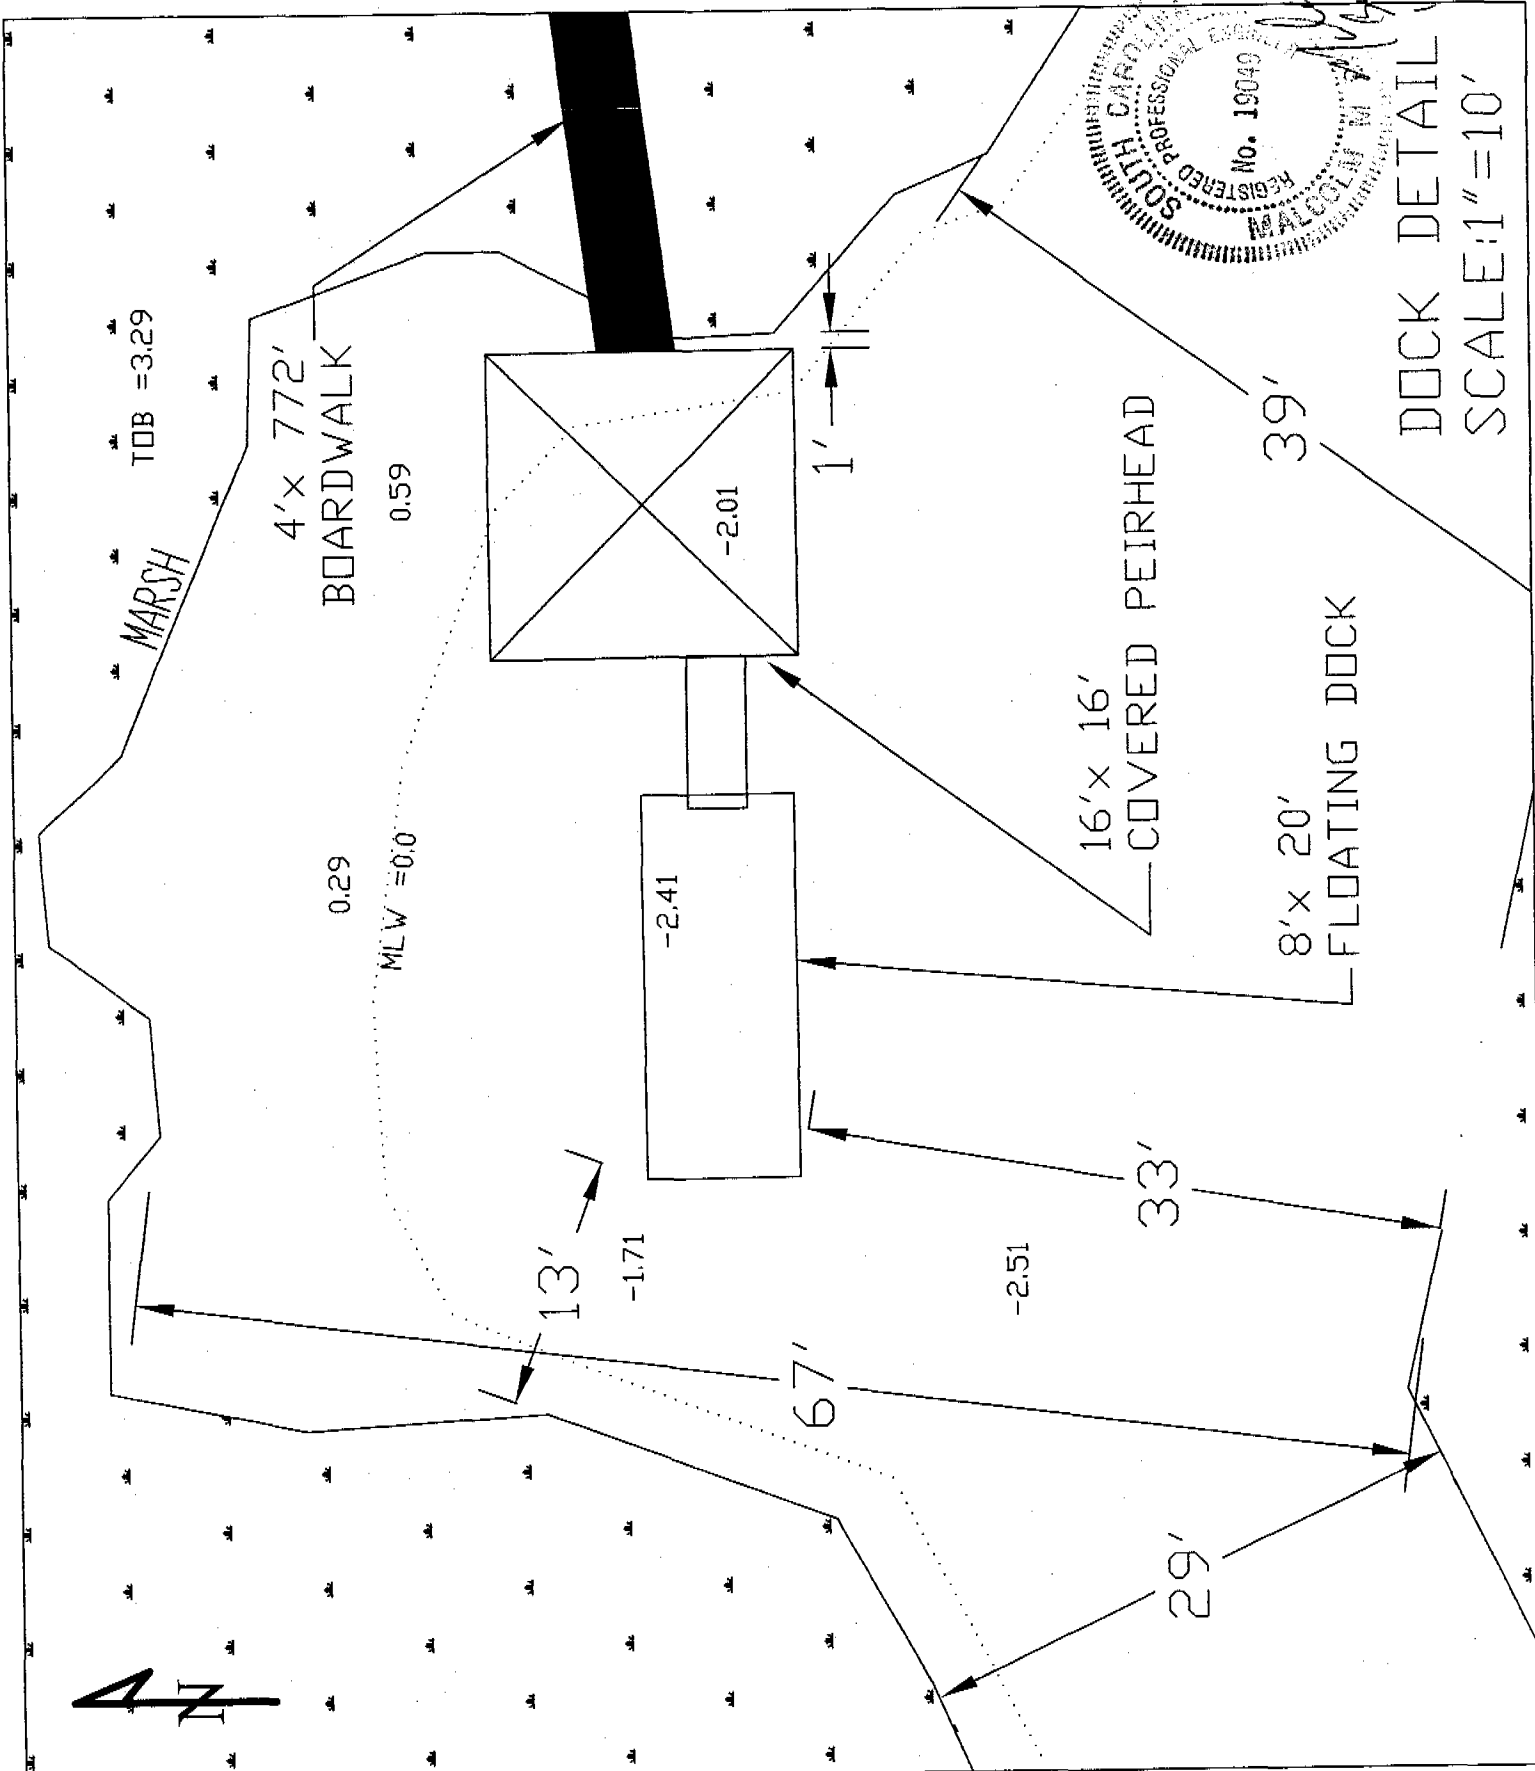 TOB =3.29
MARSH
4'x 772'
BOARDWALK
0.59
0.29
MLW =0.0
-2.01
-2.41
1'
13'
-1.71
-2.51
67'
33'
29'
39'
16'x 16'
COVERED PEIRHEAD
8'x 20'
FLOATING DOCK
DOCK DETAIL
SCALE:1"=10'
SOUTH CAROLINA
REGISTERED PROFESSIONAL ENGINEER
No. 19049
MALCOLM M
N